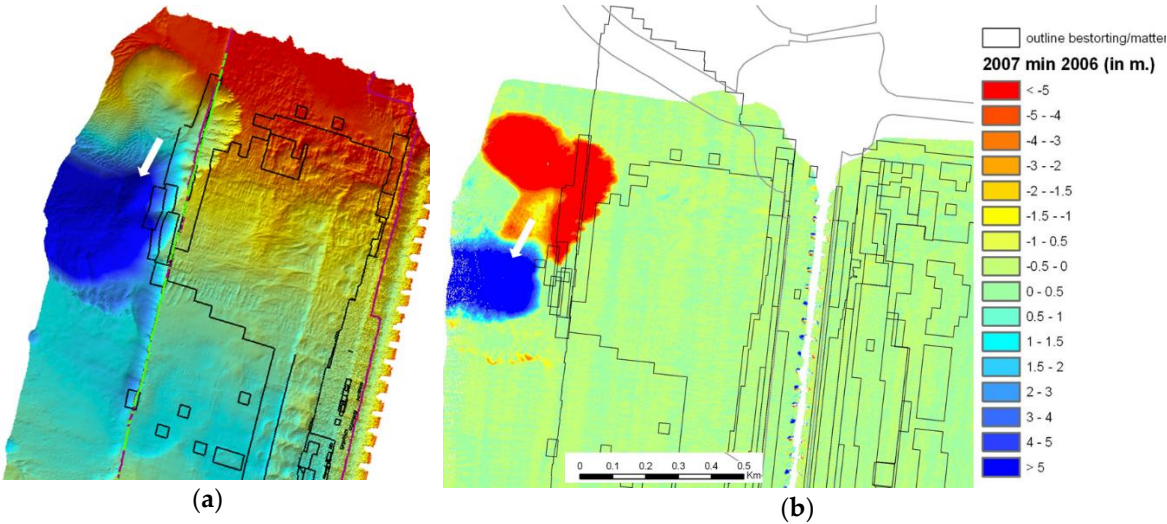 outline bestorting/matter
2007 min 2006 (in m.)
< -5
-5 - -4
-4 - -3
-3 - -2
-2 - -1.5
-1.5 - -1
-1 - 0.5
-0.5 - 0
0 - 0.5
0.5 - 1
1 - 1.5
1.5 - 2
2 - 3
3 - 4
4 - 5
> 5
0 0.1 0.2 0.3 0.4 0.5
Km
(a)
(b)